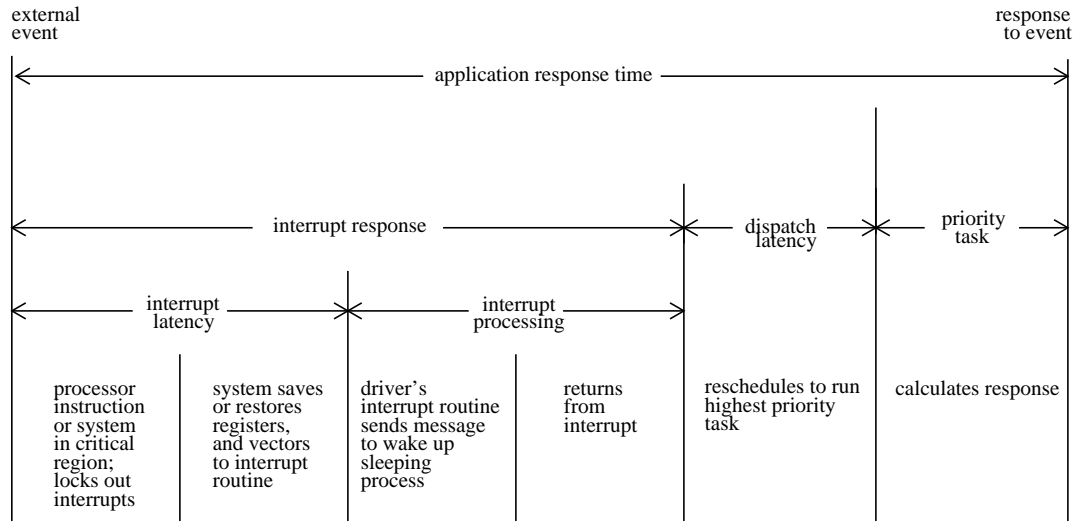 external
event
response
to event
application response time
interrupt response
dispatch
latency
priority
task
interrupt
latency
interrupt
processing
processor
instruction
or system
in critical
region;
locks out
interrupts
system saves
or restores
registers,
and vectors
to interrupt
routine
driver's
interrupt routine
sends message
to wake up
sleeping
process
returns
from
interrupt
reschedules to run
highest priority
task
calculates response